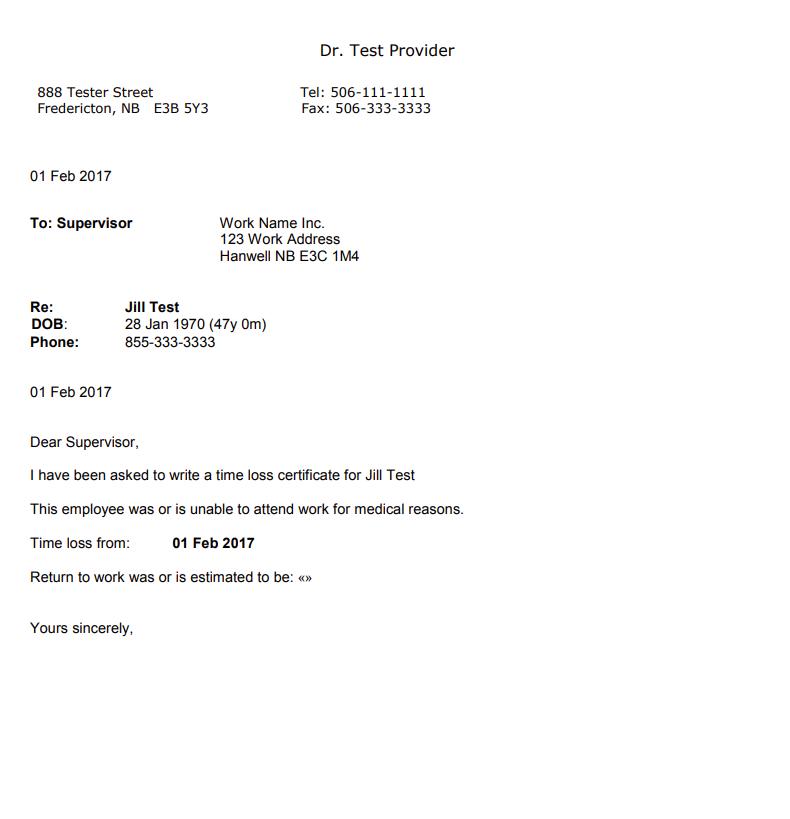 Dr. Test Provider
888 Tester Street Tel: 506-111-1111
Fredericton, NB E3B 5Y3 Fax: 506-333-3333
01 Feb 2017
To: Supervisor Work Name Inc.
123 Work Address
Hanwell NB E3C 1M4
Re: Jill Test
DOB: 28 Jan 1970 (47y 0m)
Phone: 855-333-3333
01 Feb 2017
Dear Supervisor,
I have been asked to write a time loss certificate for Jill Test
This employee was or is unable to attend work for medical reasons.
Time loss from: 01 Feb 2017
Return to work was or is estimated to be: «»
Yours sincerely,